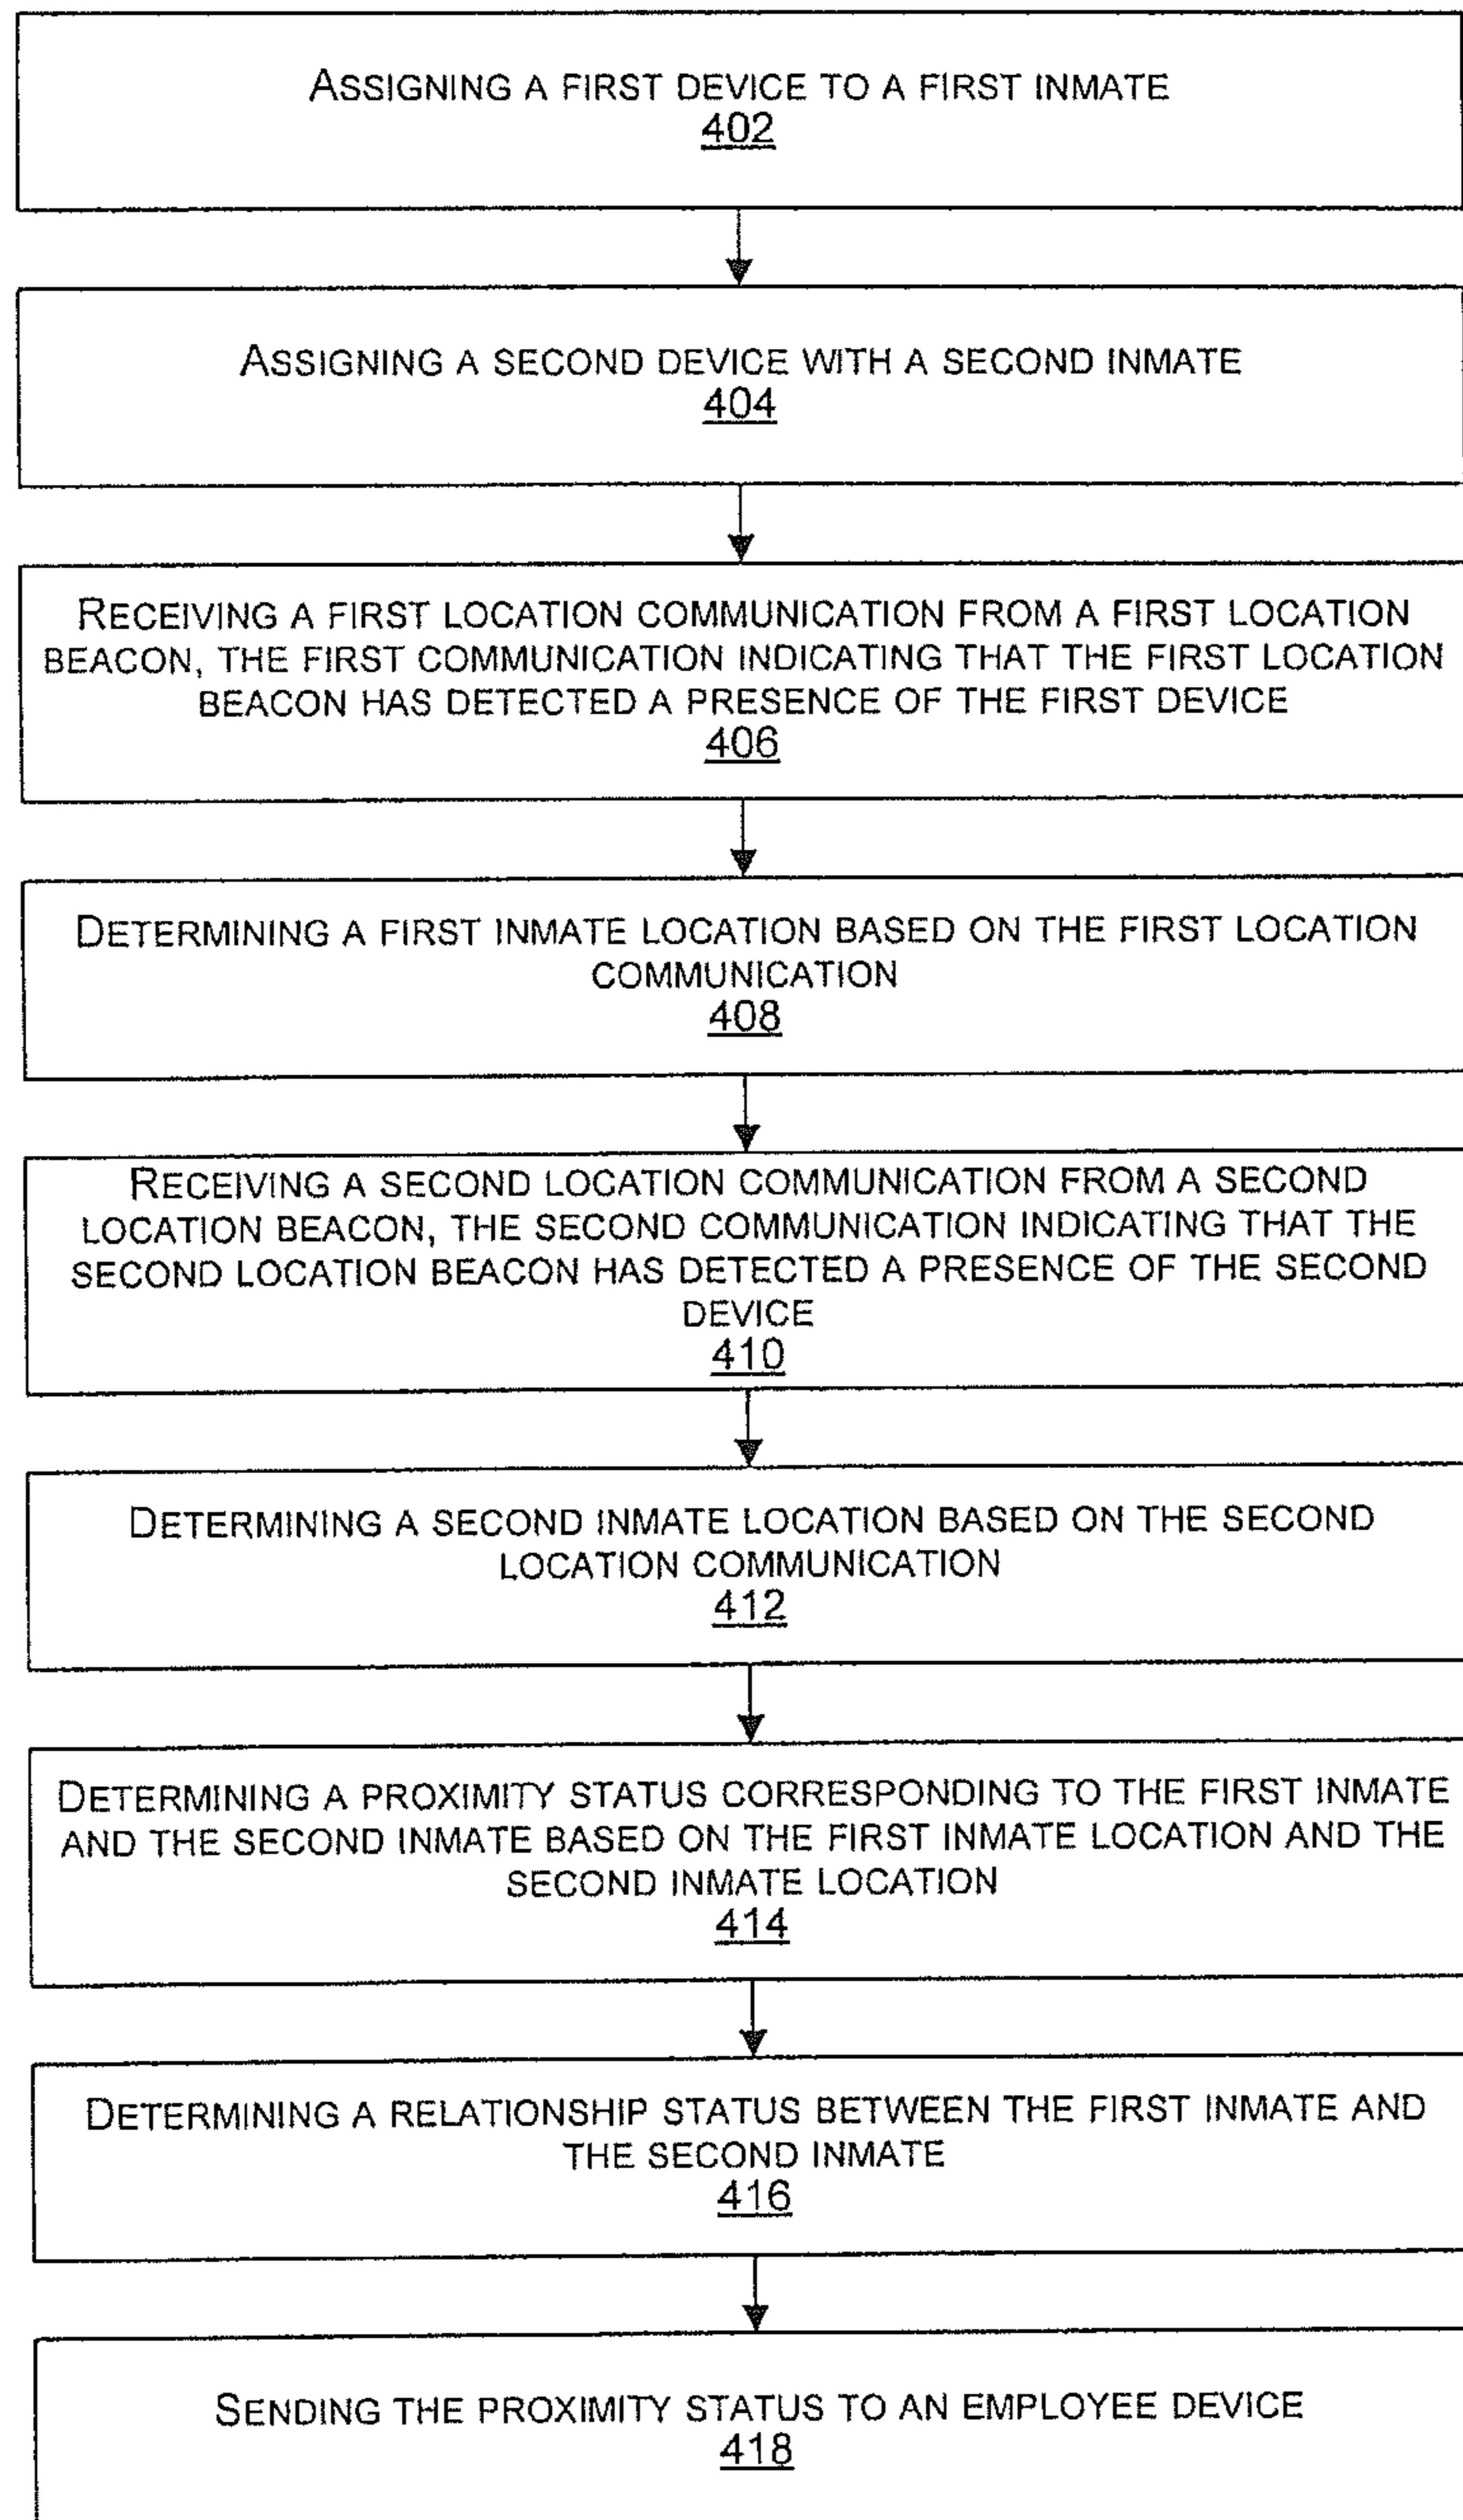 ASSIGNING A FIRST DEVICE TO A FIRST INMATE
402
ASSIGNING A SECOND DEVICE WITH A SECOND INMATE
404
RECEIVING A FIRST LOCATION COMMUNICATION FROM A FIRST LOCATION
BEACON, THE FIRST COMMUNICATION INDICATING THAT THE FIRST LOCATION
BEACON HAS DETECTED A PRESENCE OF THE FIRST DEVICE
406
DETERMINING A FIRST INMATE LOCATION BASED ON THE FIRST LOCATION
COMMUNICATION
408
RECEIVING A SECOND LOCATION COMMUNICATION FROM A SECOND
LOCATION BEACON, THE SECOND COMMUNICATION INDICATING THAT THE
SECOND LOCATION BEACON HAS DETECTED A PRESENCE OF THE SECOND
DEVICE
410
DETERMINING A SECOND INMATE LOCATION BASED ON THE SECOND
LOCATION COMMUNICATION
412
DETERMINING A PROXIMITY STATUS CORRESPONDING TO THE FIRST INMATE
AND THE SECOND INMATE BASED ON THE FIRST INMATE LOCATION AND THE
SECOND INMATE LOCATION
414
DETERMINING A RELATIONSHIP STATUS BETWEEN THE FIRST INMATE AND
THE SECOND INMATE
416
SENDING THE PROXIMITY STATUS TO AN EMPLOYEE DEVICE
418